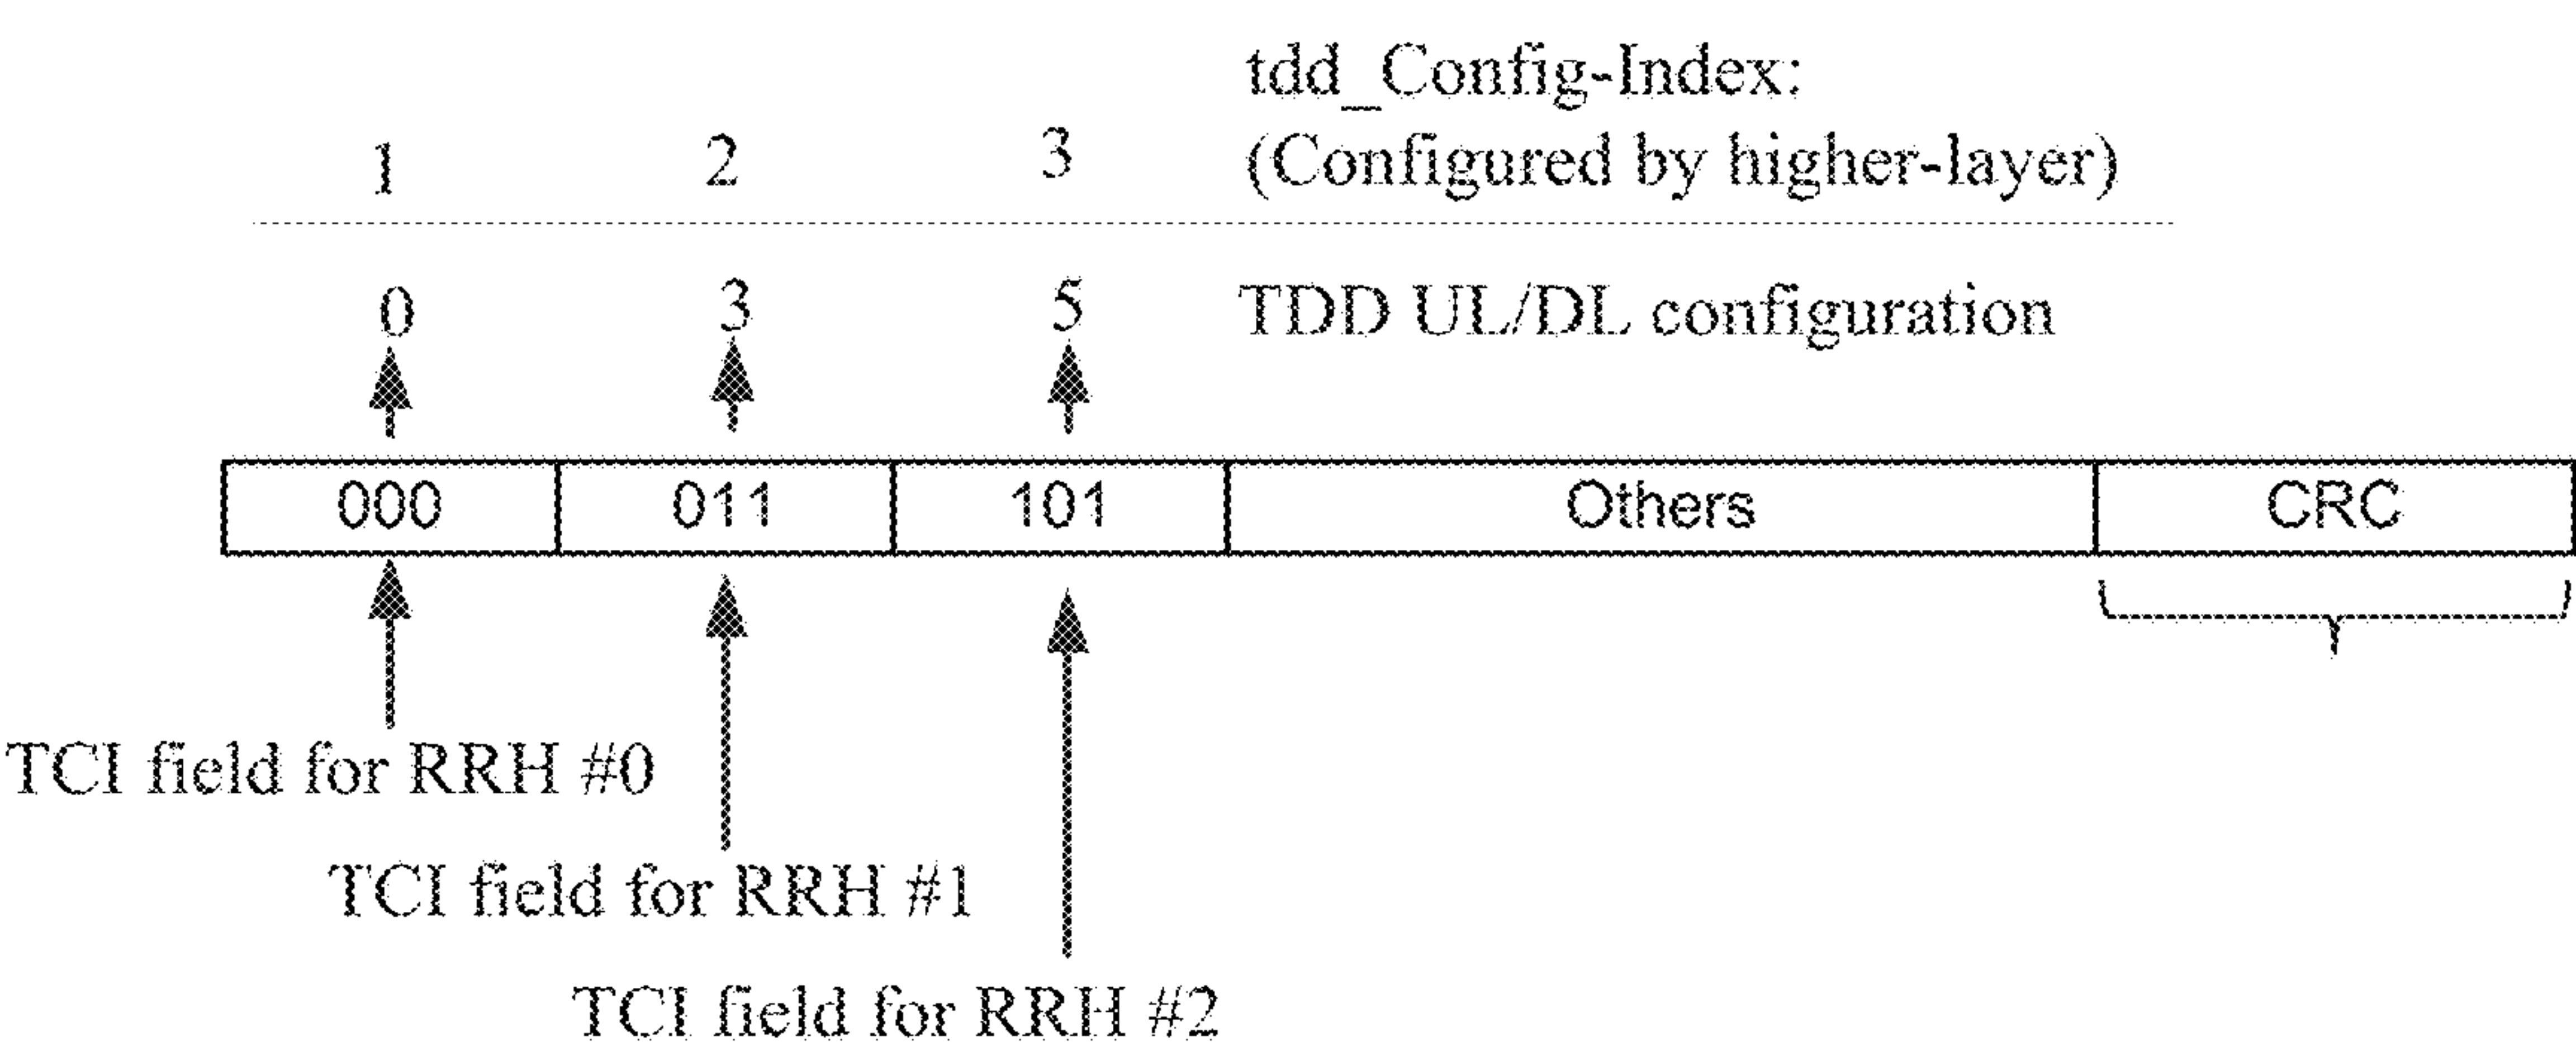 tdd_Config-Index:
1 2 3 (Configured by higher-layer)
0 3 5 TDD UL/DL configuration
000 011 101 Others CRC
TCI field for RRH #0
TCI field for RRH #1
TCI field for RRH #2